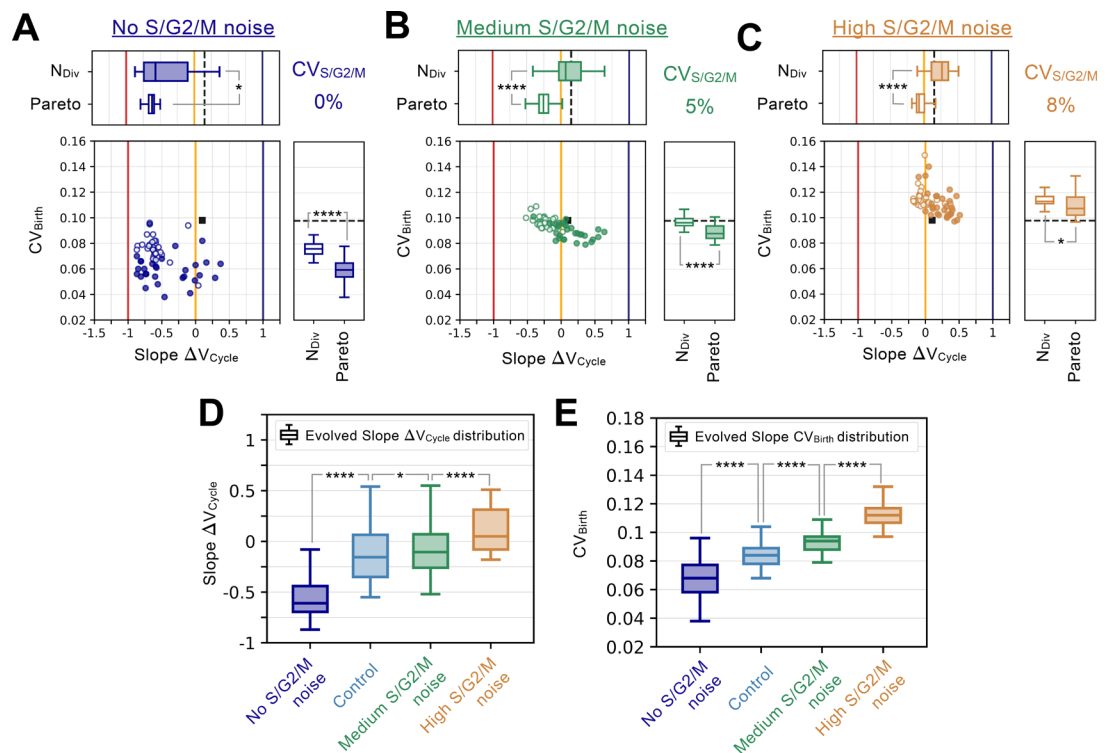 A
No S/G2/M noise
N_Div
Pareto
*
CV_S/G2/M
0%
0.16
0.14
0.12
0.10
0.08
0.06
0.04
0.02
CV_Birth
-1.5 -1 -0.5 0 0.5 1
Slope ΔV_Cycle
****
N_Div
Pareto
B
Medium S/G2/M noise
N_Div
Pareto
****
CV_S/G2/M
5%
0.16
0.14
0.12
0.10
0.08
0.06
0.04
0.02
CV_Birth
-1.5 -1 -0.5 0 0.5 1
Slope ΔV_Cycle
****
N_Div
Pareto
C
High S/G2/M noise
N_Div
Pareto
****
CV_S/G2/M
8%
0.16
0.14
0.12
0.10
0.08
0.06
0.04
0.02
CV_Birth
-1.5 -1 -0.5 0 0.5 1
Slope ΔV_Cycle
*
N_Div
Pareto
D
Evolved Slope ΔV_Cycle distribution
1
0.5
0
-0.5
-1
Slope ΔV_Cycle
**** * ****
No S/G2/M
noise
Control
Medium S/G2/M
noise
High S/G2/M
noise
E
Evolved Slope CV_Birth distribution
0.18
0.16
0.14
0.12
0.1
0.08
0.06
0.04
0.02
CV_Birth
**** **** ****
No S/G2/M
noise
Control
Medium S/G2/M
noise
High S/G2/M
noise